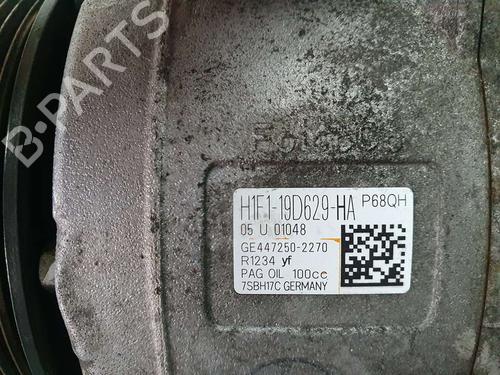 B-PARTS
H1F1-19D629-HA P68QH
05 U 01048
GE447250-2270
R1234 yf
PAG OIL 100cc
7SBH17C GERMANY